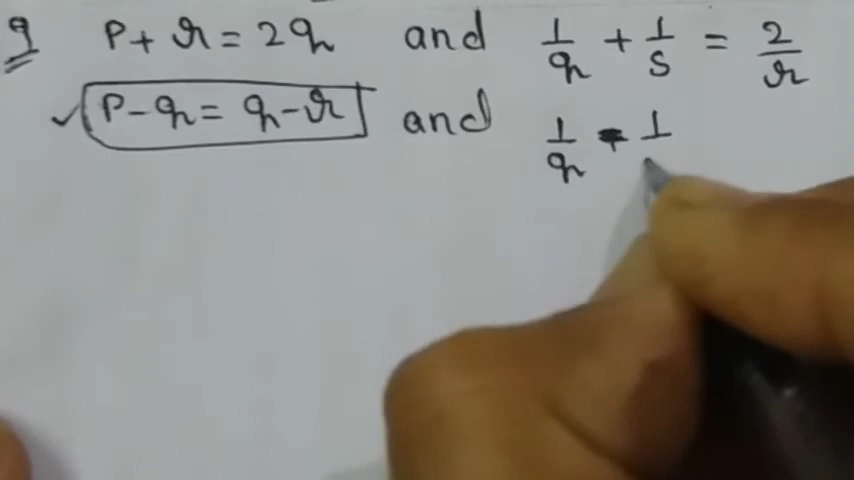 9 P + r = 2q and 1/q + 1/s = 2/r
✓ P - q = q - r and 1/q - 1